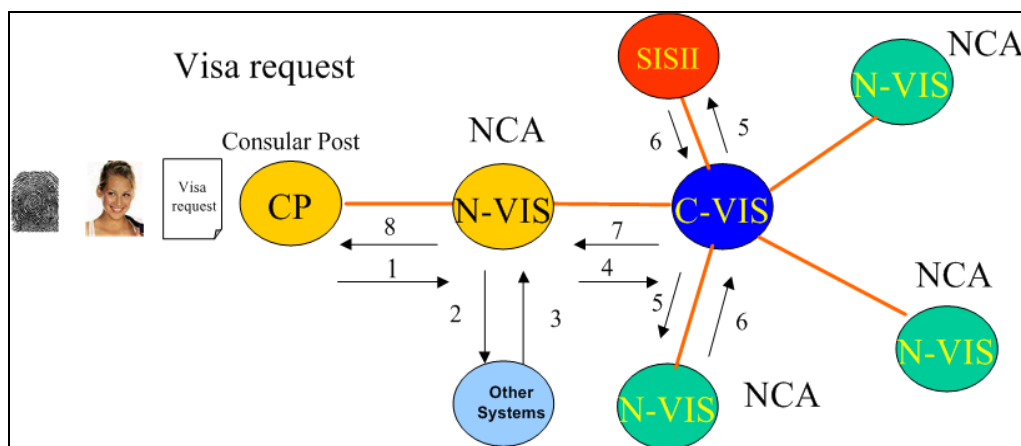 Visa request
Consular Post
Visa
request
CP
NCA
N-VIS
SISII
C-VIS
NCA
N-VIS
NCA
N-VIS
NCA
N-VIS
Other
Systems
8
1
2
3
7
4
6
5
5
6